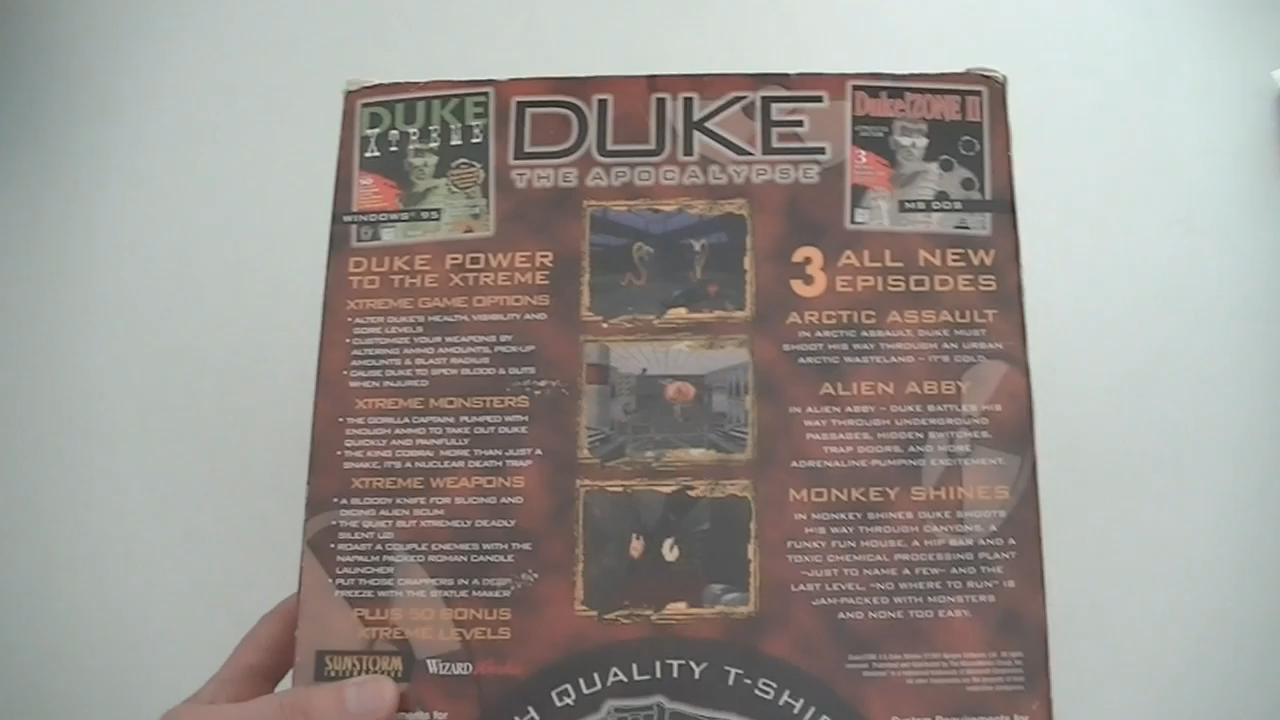 DUKE
XTREME
WINDOWS® 95
DUKE
THE APOCALYPSE
Duke!ZONE II
3
MS DOS
DUKE POWER
TO THE XTREME
XTREME GAME OPTIONS
• ALTER DUKE'S HEALTH, VISIBILITY AND
GORE LEVELS
• CUSTOMIZE YOUR WEAPONS BY
ALTERING AMMO AMOUNTS, PICK-UP
AMOUNTS & BLAST RADIUS
• CAUSE DUKE TO SPEW BLOOD & GUTS
WHEN INJURED
XTREME MONSTERS
• THE GORILLA CAPTAIN: PUMPED WITH
ENOUGH AMMO TO TAKE OUT DUKE
QUICKLY AND PAINFULLY
• THE KING COBRA: MORE THAN JUST A
SNAKE, IT'S A NUCLEAR DEATH TRAP
XTREME WEAPONS
• A BLOODY KNIFE FOR SLICING AND
DICING ALIEN SCUM
• THE QUIET BUT XTREMELY DEADLY
SILENT UZI
• ROAST A COUPLE ENEMIES WITH THE
NAPALM PACKED ROMAN CANDLE
LAUNCHER
• PUT THOSE CRAPPERS IN A DEEP
FREEZE WITH THE STATUE MAKER
PLUS 50 BONUS
XTREME LEVELS
SUNSTORM
INTERACTIVE
WIZARD
3 ALL NEW
EPISODES
ARCTIC ASSAULT
IN ARCTIC ASSAULT, DUKE MUST
SHOOT HIS WAY THROUGH AN URBAN
ARCTIC WASTELAND - IT'S COLD.
ALIEN ABBY
IN ALIEN ABBY - DUKE BATTLES HIS
WAY THROUGH UNDERGROUND
PASSAGES, HIDDEN SWITCHES,
TRAP DOORS, AND MORE
ADRENALINE-PUMPING EXCITEMENT.
MONKEY SHINES
IN MONKEY SHINES DUKE SHOOTS
HIS WAY THROUGH CANYONS, A
FUNKY FUN HOUSE, A HIP BAR AND A
TOXIC CHEMICAL PROCESSING PLANT
-JUST TO NAME A FEW- AND THE
LAST LEVEL, "NO WHERE TO RUN" IS
JAM-PACKED WITH MONSTERS
AND NONE TOO EASY.
H QUALITY T-SHI
System Requirements for